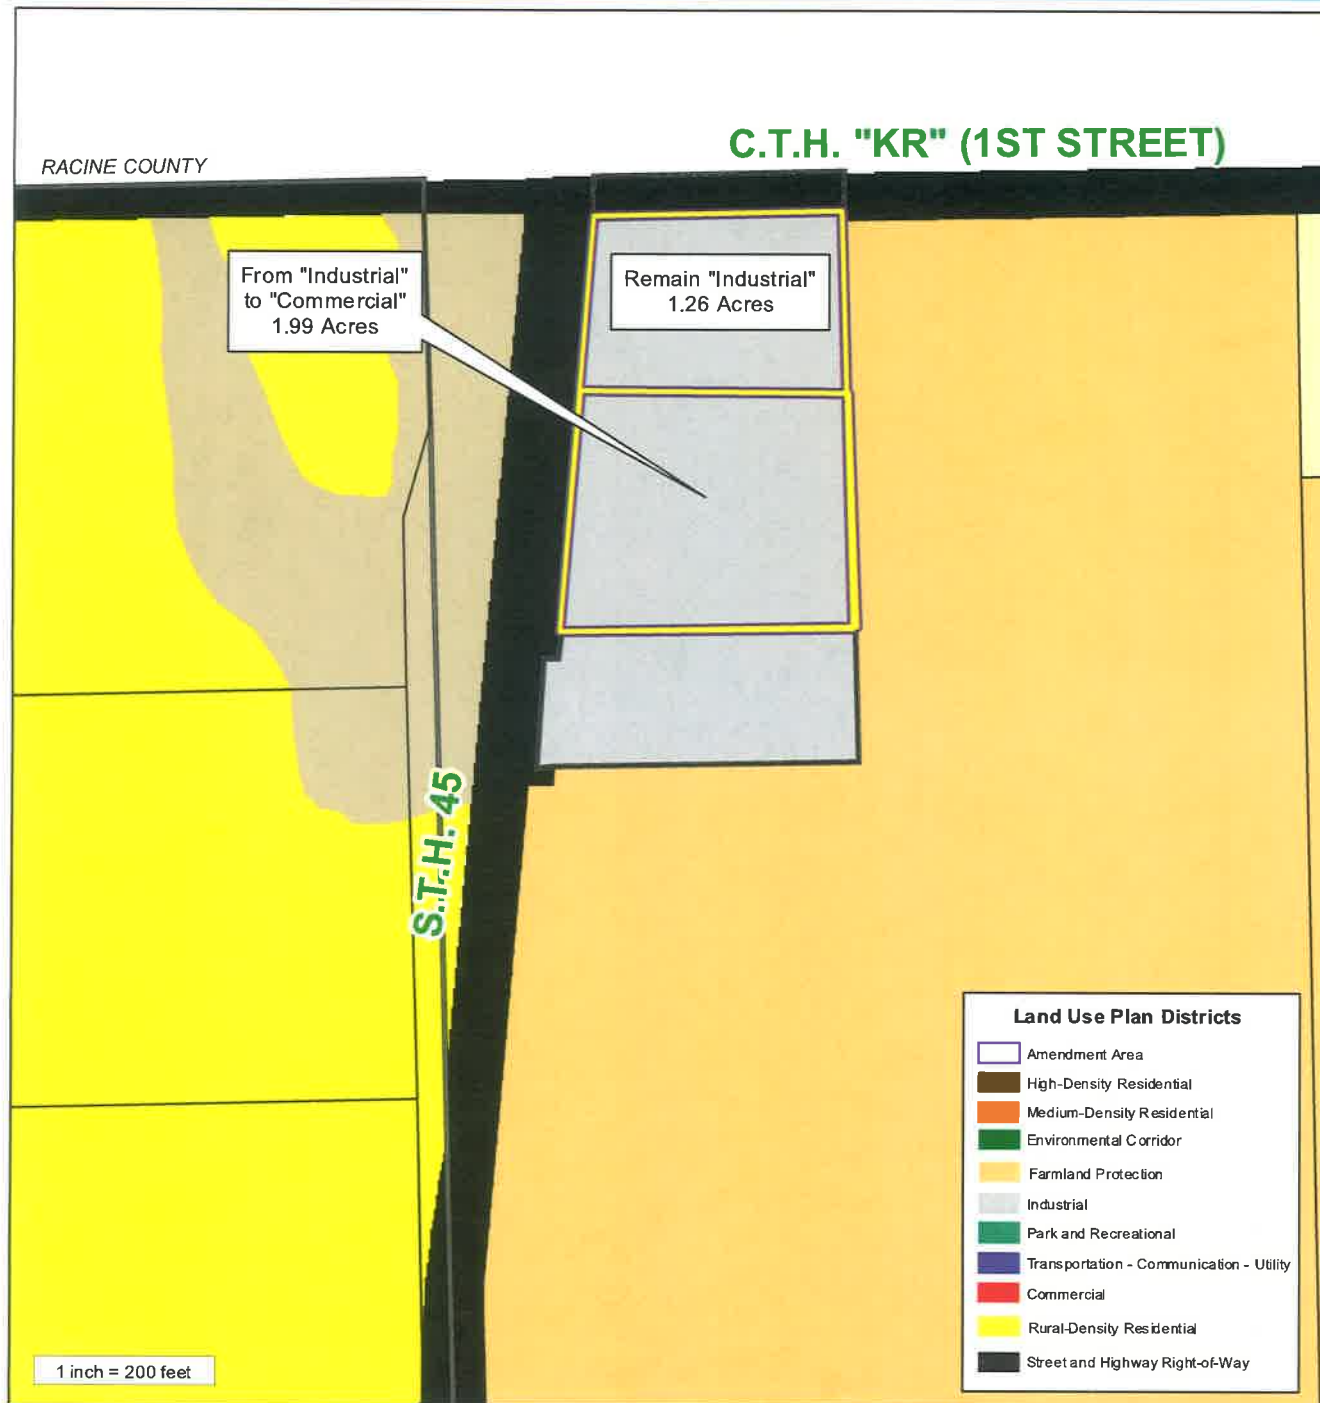 C.T.H. "KR" (1ST STREET)
RACINE COUNTY
From "Industrial"
to "Commercial"
1.99 Acres
Remain "Industrial"
1.26 Acres
S.T.H. 45
Land Use Plan Districts
Amendment Area
High-Density Residential
Medium-Density Residential
Environmental Corridor
Farmland Protection
Industrial
Park and Recreational
Transportation - Communication - Utility
Commercial
Rural-Density Residential
Street and Highway Right-of-Way
1 inch = 200 feet